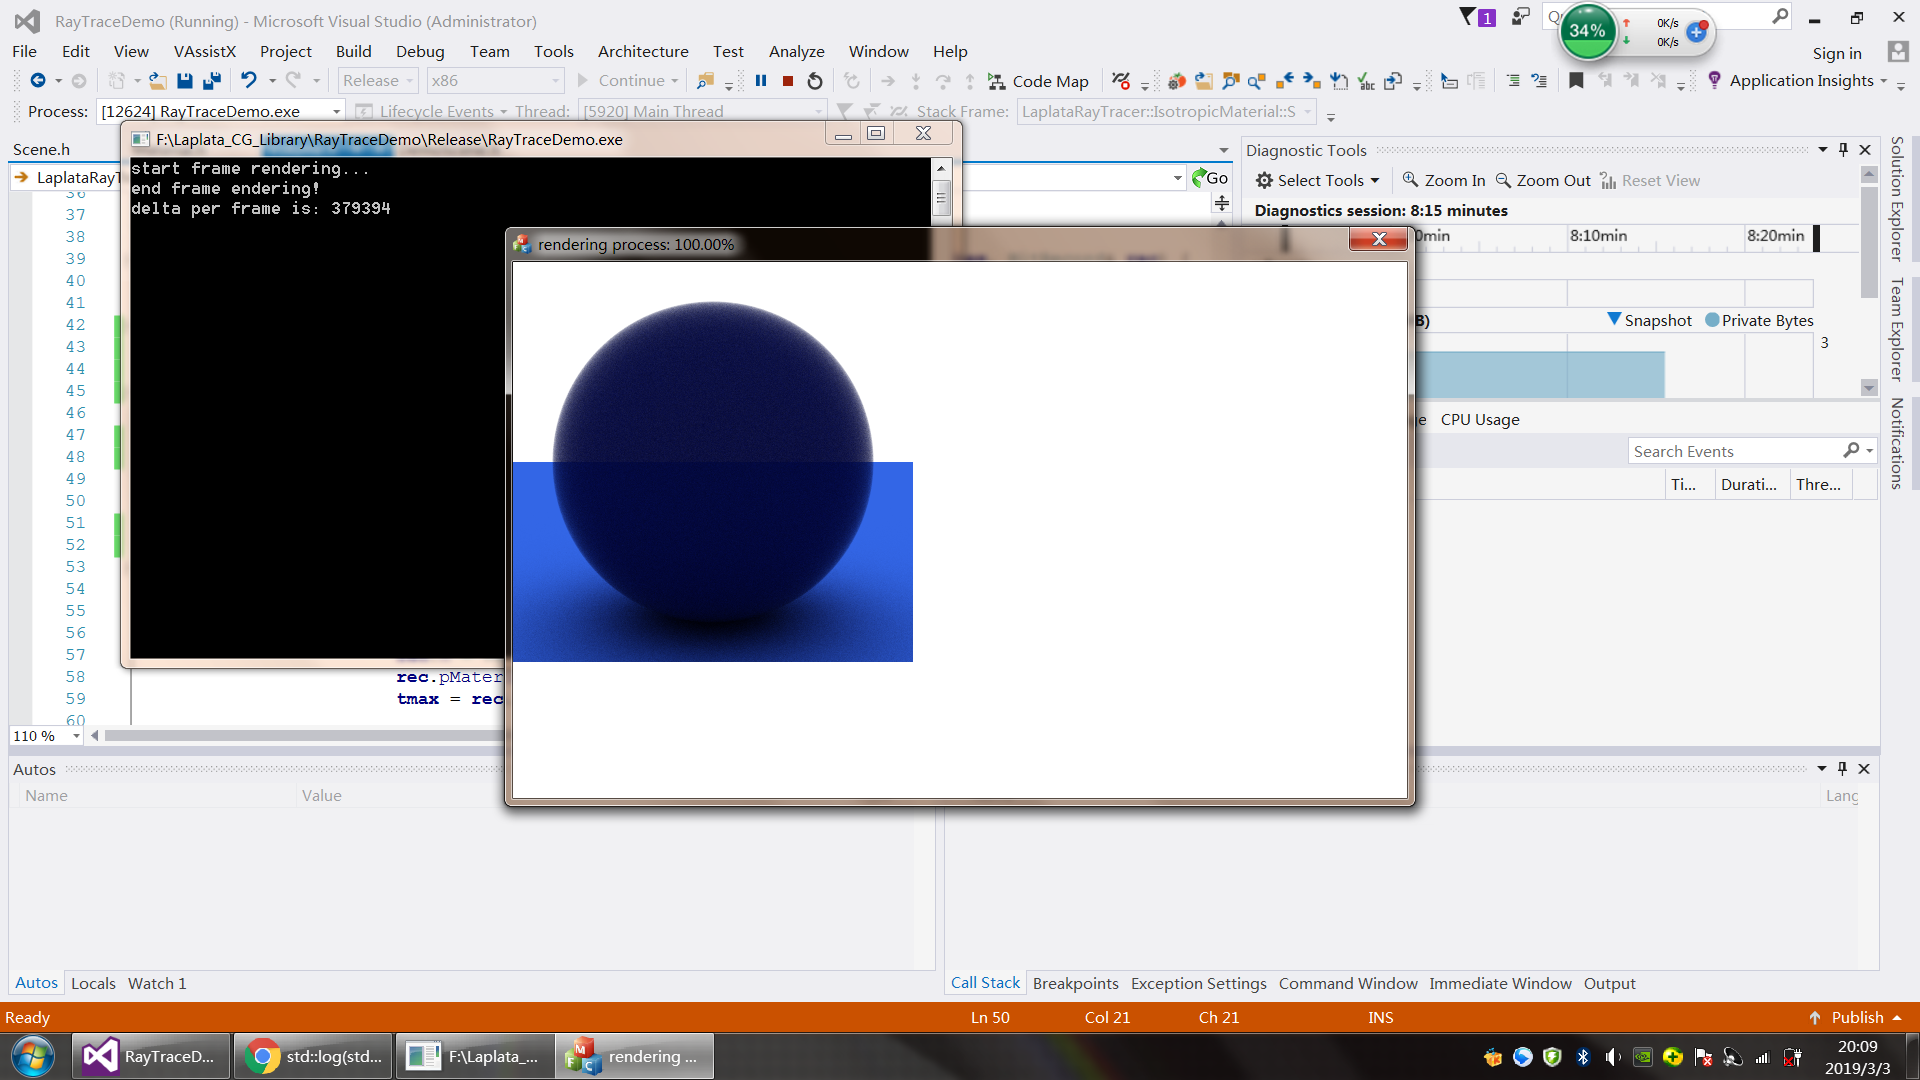 RayTraceDemo (Running) - Microsoft Visual Studio (Administrator)
1
34%
0K/s
0K/s
File Edit View VAssistX Project Build Debug Team Tools Architecture Test Analyze Window Help
Sign in
Release x86 Continue Code Map Application Insights
Process: [12624] RayTraceDemo.exe Lifecycle Events Thread: [5920] Main Thread Stack Frame: LaplataRayTracer::IsotropicMaterial::S
F:\Laplata_CG_Library\RayTraceDemo\Release\RayTraceDemo.exe
Scene.h
LaplataRayT
Go
start frame rendering...
end frame endering!
delta per frame is: 379394
rendering process: 100.00%
36
37
38
39
40
41
42
43
44
45
46
47
48
49
50
51
52
53
54
55
56
57
58
59
60
rec.pMater
tmax = rec
110 %
Diagnostic Tools
Select Tools Zoom In Zoom Out Reset View
Diagnostics session: 8:15 minutes
0min 8:10min 8:20min
B) Snapshot Private Bytes
3
e CPU Usage
Search Events
Ti... Durati... Thre...
Solution Explorer
Team Explorer
Notifications
Autos
Name Value
Lang
Autos Locals Watch 1
Call Stack Breakpoints Exception Settings Command Window Immediate Window Output
Ready Ln 50 Col 21 Ch 21 INS Publish
RayTraceD... std::log(std... F:\Laplata_... rendering ...
20:09
2019/3/3